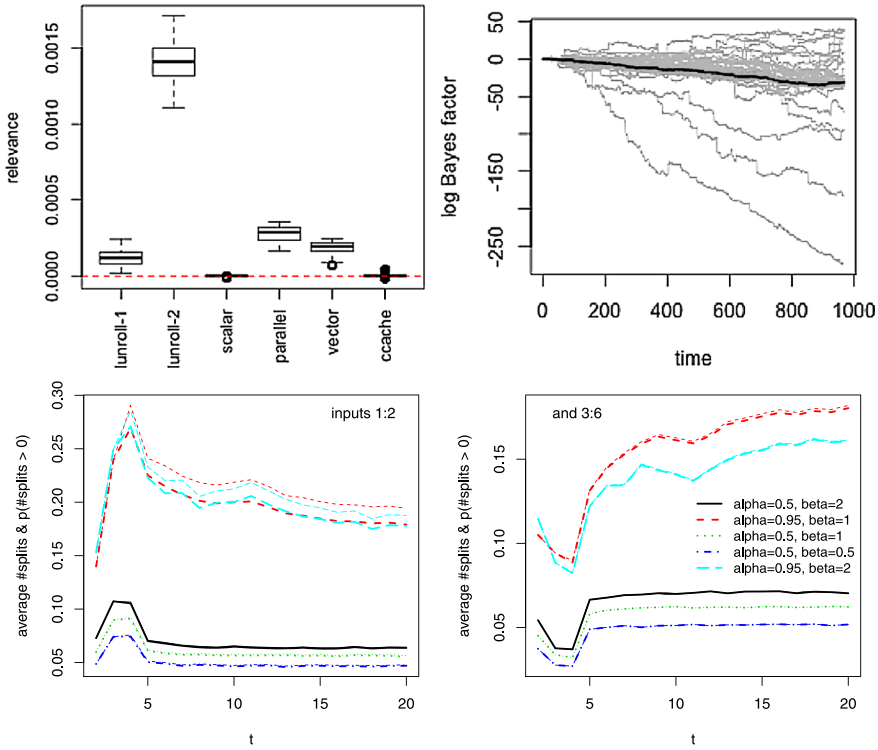 relevance
0.0015
0.0010
0.0005
0.0000
lunroll-1
lunroll-2
scalar
parallel
vector
ccache
log Bayes factor
50
0
-50
-150
-250
0
200
400
600
800
1000
time
average #splits & p(#splits > 0)
0.30
0.25
0.20
0.15
0.10
0.05
inputs 1:2
5
10
15
20
t
average #splits & p(#splits > 0)
0.15
0.10
0.05
and 3:6
alpha=0.5, beta=2
alpha=0.95, beta=1
alpha=0.5, beta=1
alpha=0.5, beta=0.5
alpha=0.95, beta=2
5
10
15
20
t